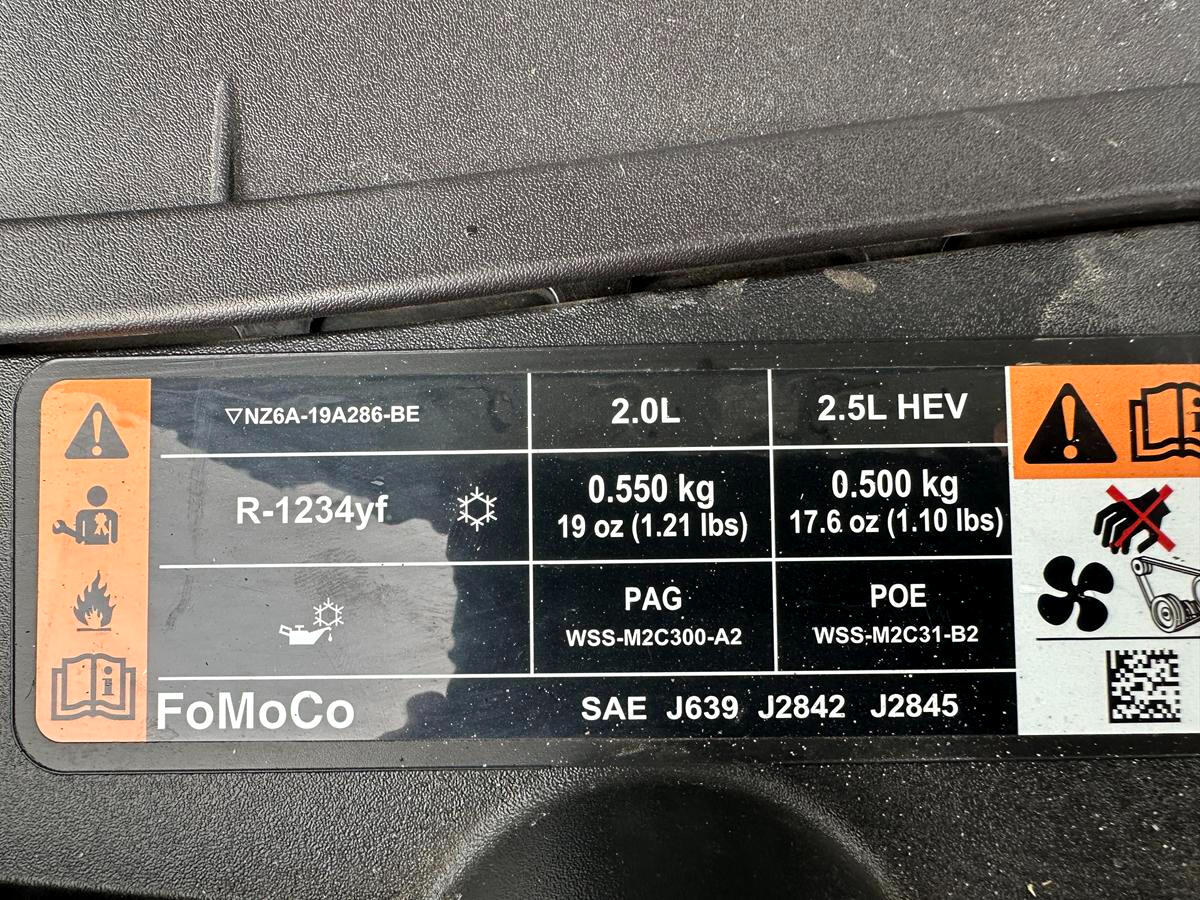 ▽NZ6A-19A286-BE
2.0L
2.5L HEV
R-1234yf
0.550 kg
19 oz (1.21 lbs)
0.500 kg
17.6 oz (1.10 lbs)
PAG
WSS-M2C300-A2
POE
WSS-M2C31-B2
FoMoCo
SAE J639 J2842 J2845